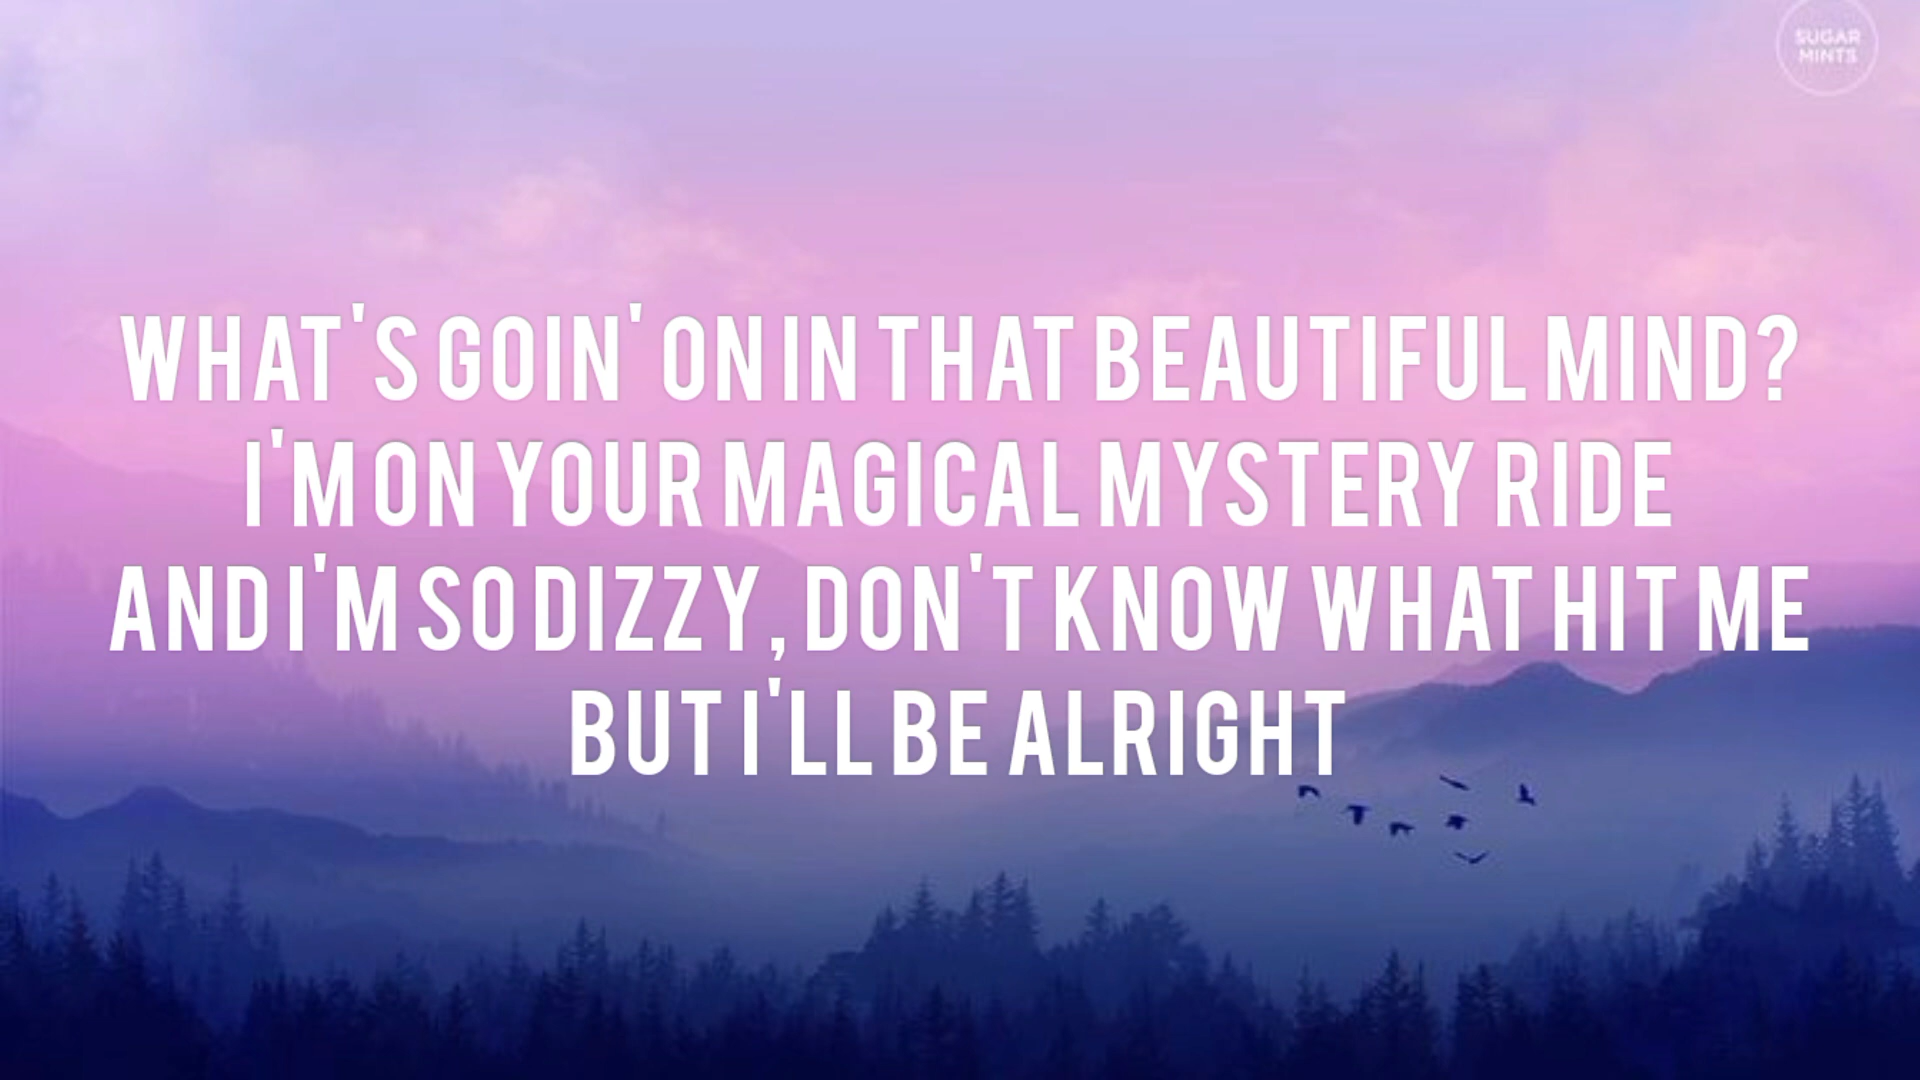 SUGAR
MINTS
WHAT'S GOIN' ON IN THAT BEAUTIFUL MIND?
I'M ON YOUR MAGICAL MYSTERY RIDE
AND I'M SO DIZZY, DON'T KNOW WHAT HIT ME
BUT I'LL BE ALRIGHT